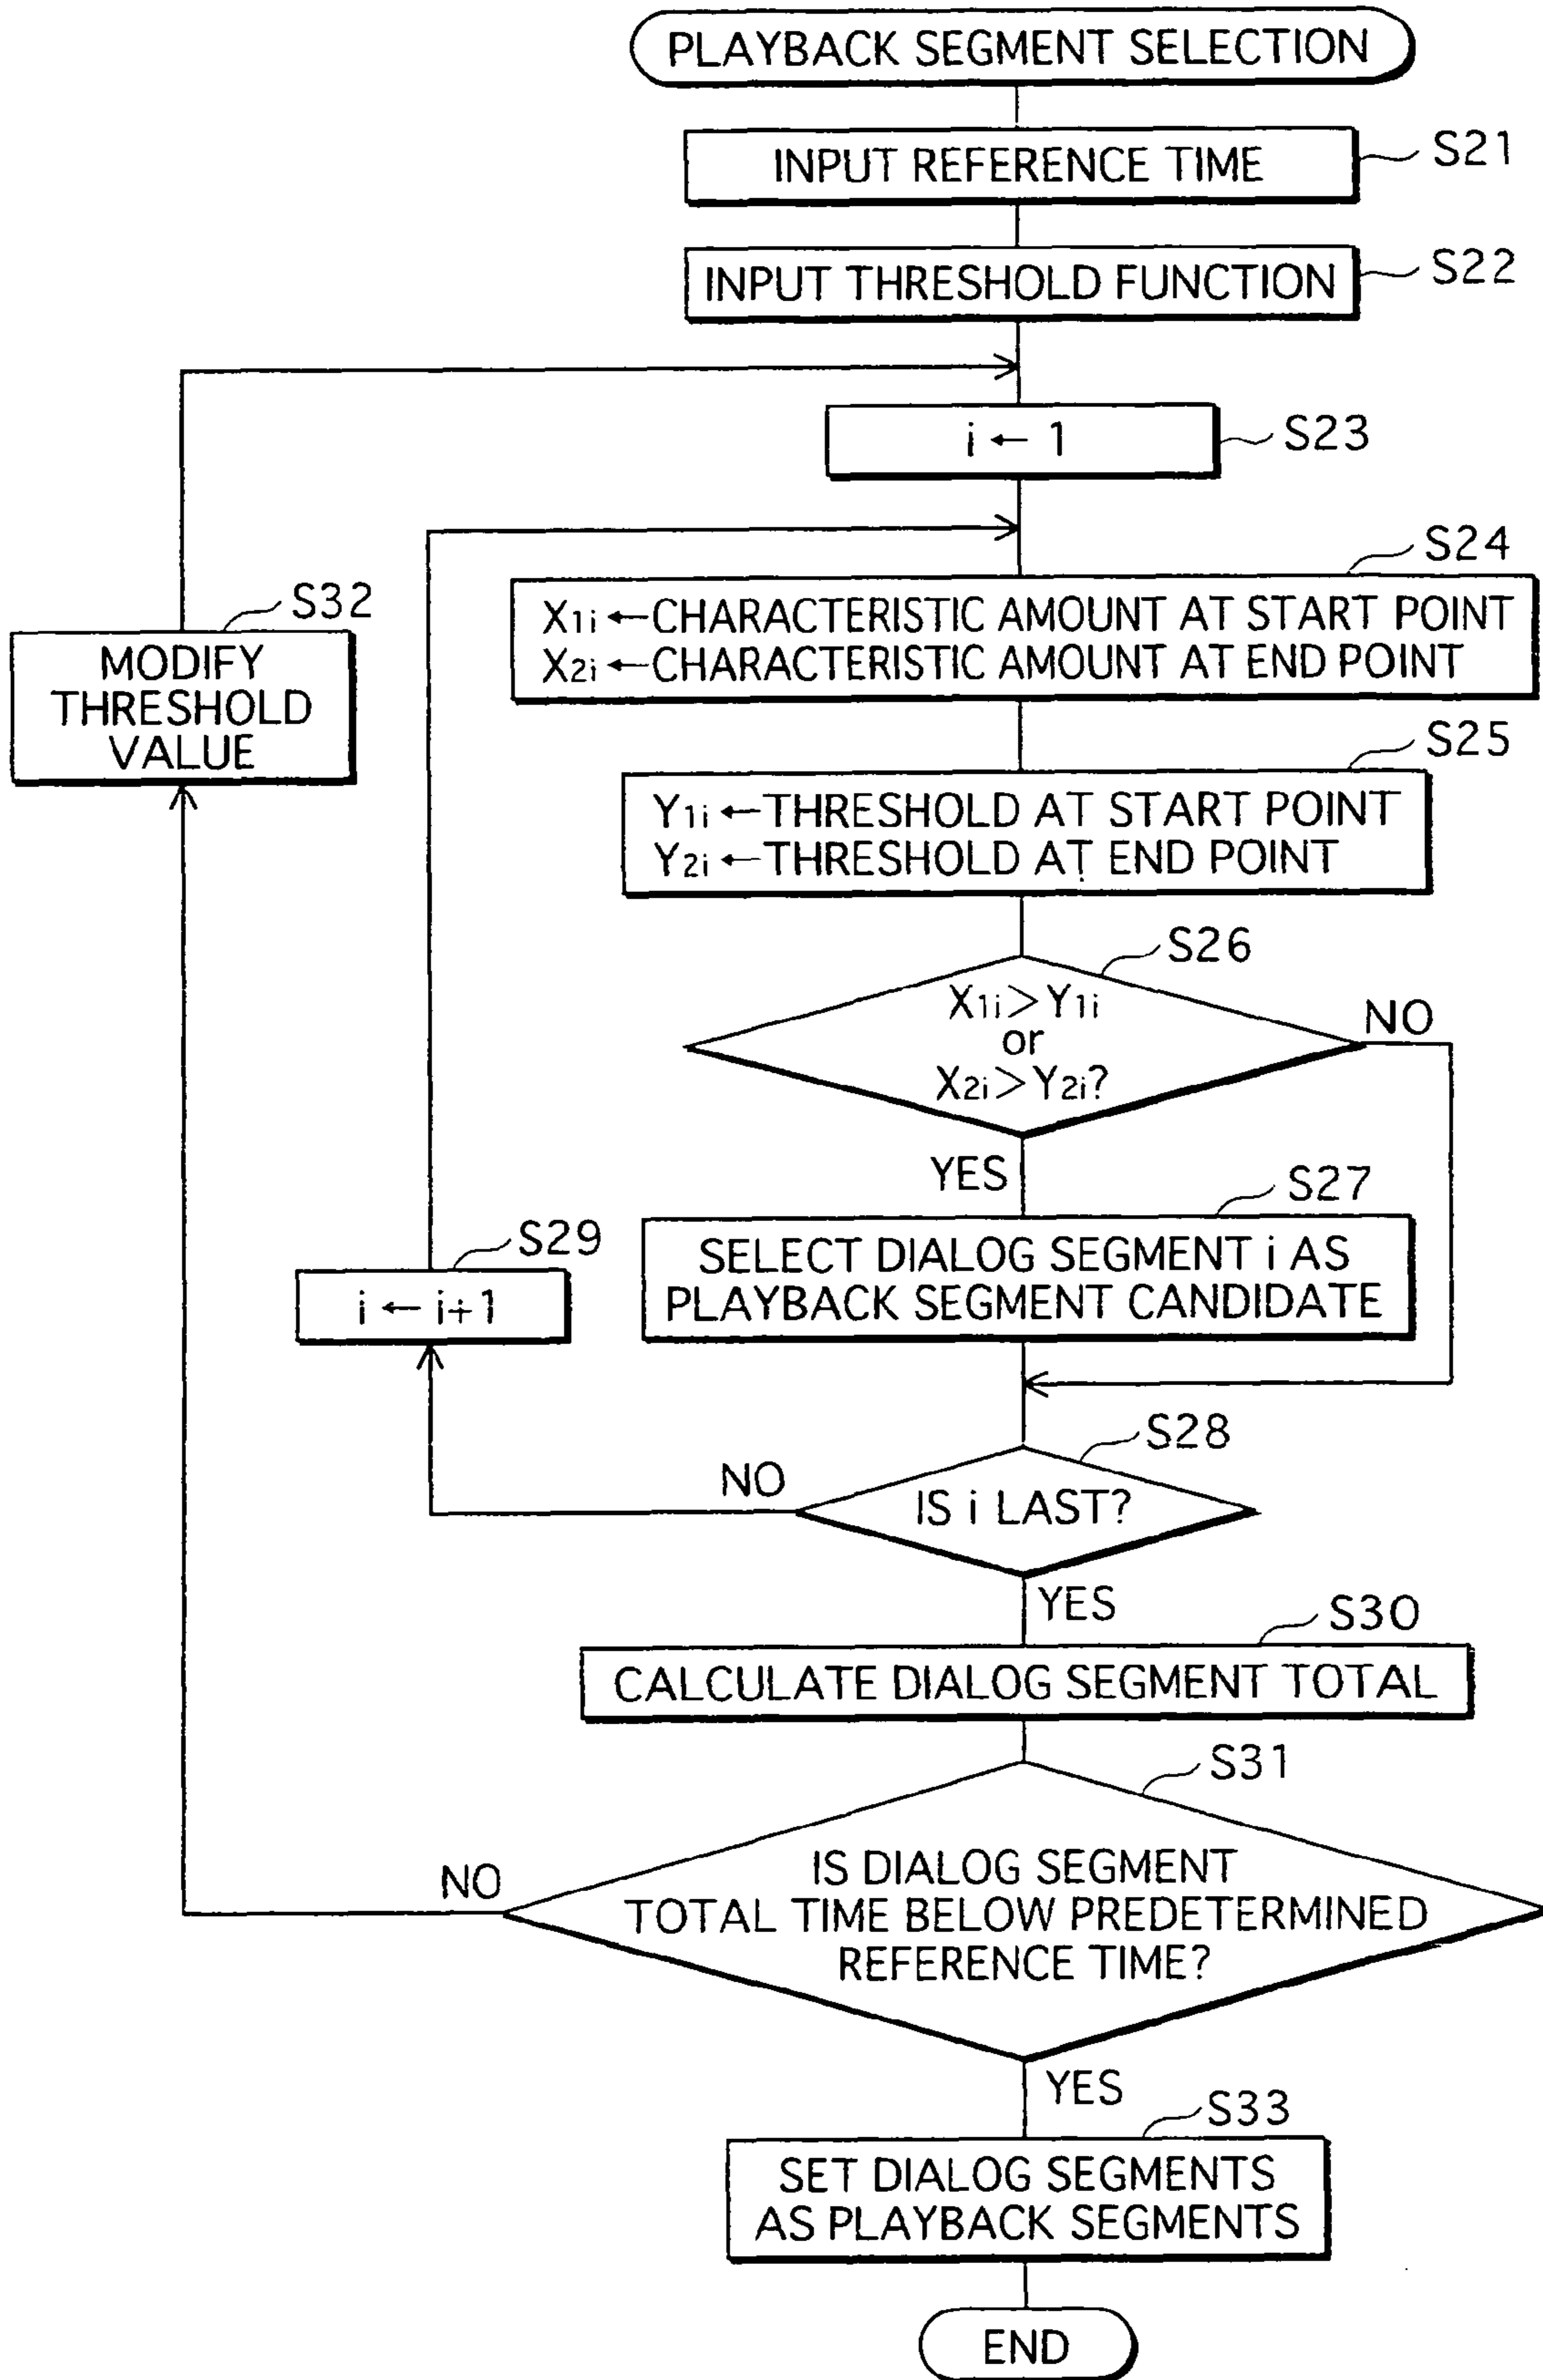 PLAYBACK SEGMENT SELECTION
INPUT REFERENCE TIME
S21
INPUT THRESHOLD FUNCTION
S22
i ← 1
S23
S24
X1i ← CHARACTERISTIC AMOUNT AT START POINT
X2i ← CHARACTERISTIC AMOUNT AT END POINT
S32
MODIFY
THRESHOLD
VALUE
S25
Y1i ← THRESHOLD AT START POINT
Y2i ← THRESHOLD AT END POINT
S26
X1i > Y1i
or
X2i > Y2i?
NO
YES
S27
SELECT DIALOG SEGMENT i AS
PLAYBACK SEGMENT CANDIDATE
S29
i ← i+1
S28
IS i LAST?
NO
YES
S30
CALCULATE DIALOG SEGMENT TOTAL
S31
IS DIALOG SEGMENT
TOTAL TIME BELOW PREDETERMINED
REFERENCE TIME?
NO
YES
S33
SET DIALOG SEGMENTS
AS PLAYBACK SEGMENTS
END